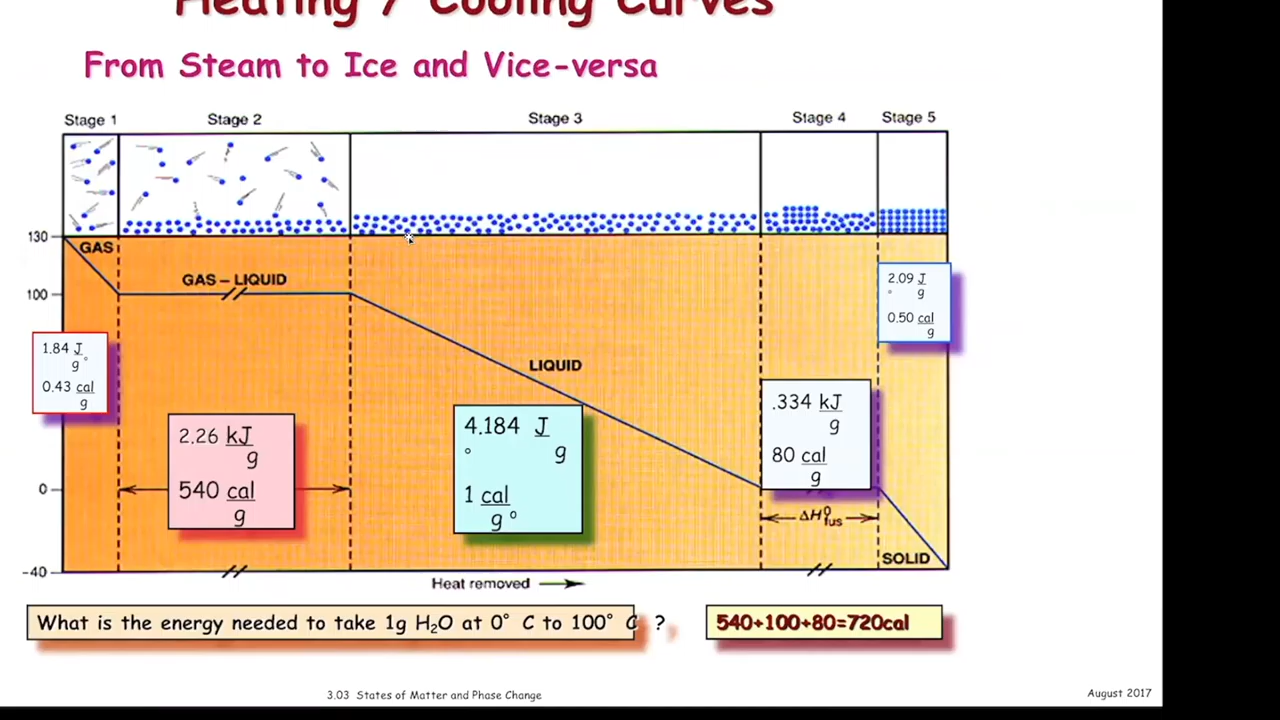 Heating / Cooling Curves
From Steam to Ice and Vice-versa
Stage 1 Stage 2 Stage 3 Stage 4 Stage 5
130
GAS
100
GAS – LIQUID
2.09 J
° g
0.50 cal
g
1.84 J
g °
0.43 cal
g
LIQUID
2.26 kJ
g
540 cal
g
4.184 J
° g
1 cal
g °
.334 kJ
g
80 cal
g
0
ΔH⁰fus
SOLID
–40
Heat removed
What is the energy needed to take 1g H₂O at 0° C to 100° C ?
540+100+80=720cal
3.03 States of Matter and Phase Change
August 2017